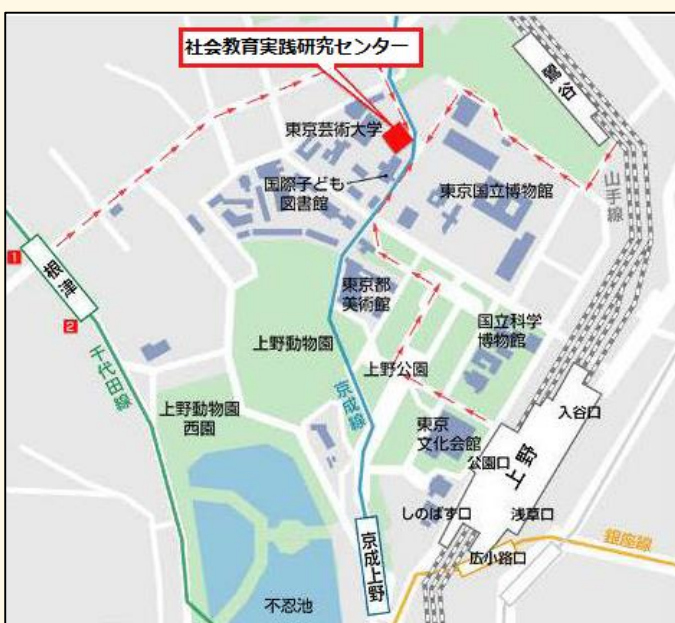 社会教育実践研究センター
鶯谷
東京芸術大学
山手線
国際子ども
図書館
東京国立博物館
1
根津
2
東京都
美術館
国立科学
博物館
上野動物園
上野公園
千代田線
京成線
上野動物園
西園
東京
文化会館
入谷口
公園口
上野
しのばず口
浅草口
銀座線
広小路口
京成上野
不忍池